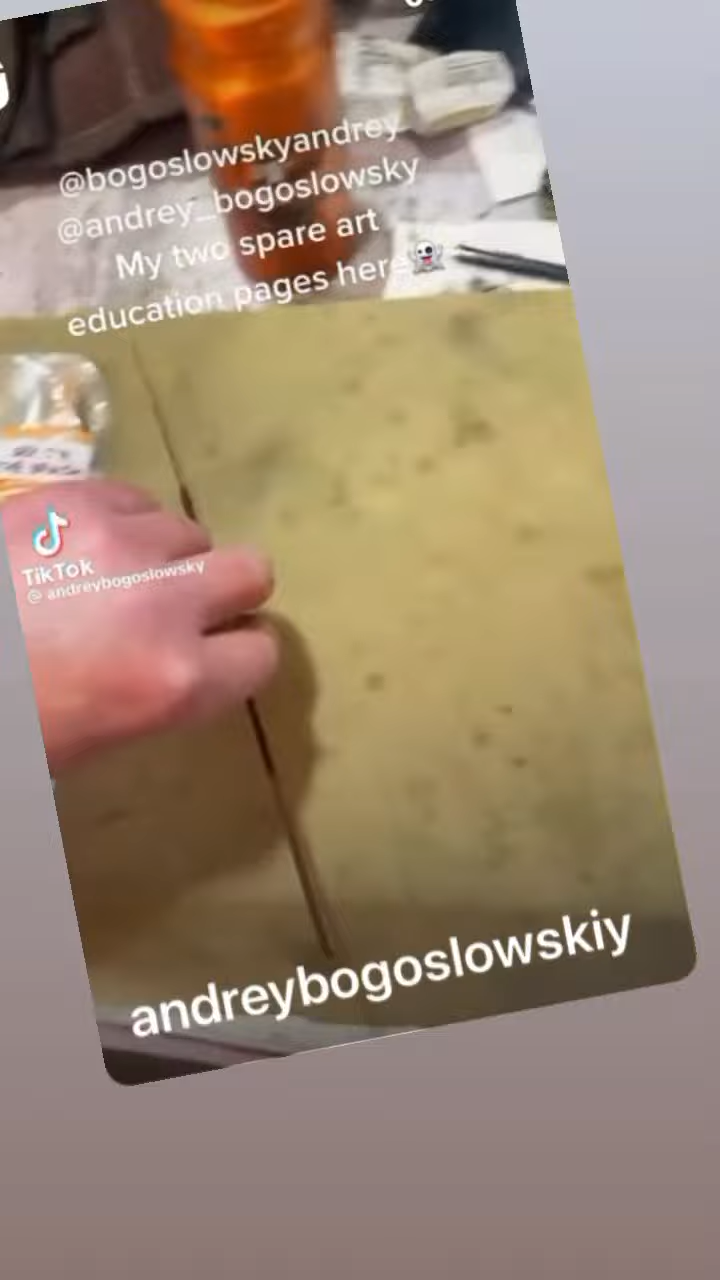 @bogoslowskyandrey
@andrey_bogoslowsky
My two spare art
education pages here👻
TikTok
@ andreybogoslowsky
andreybogoslowskiy